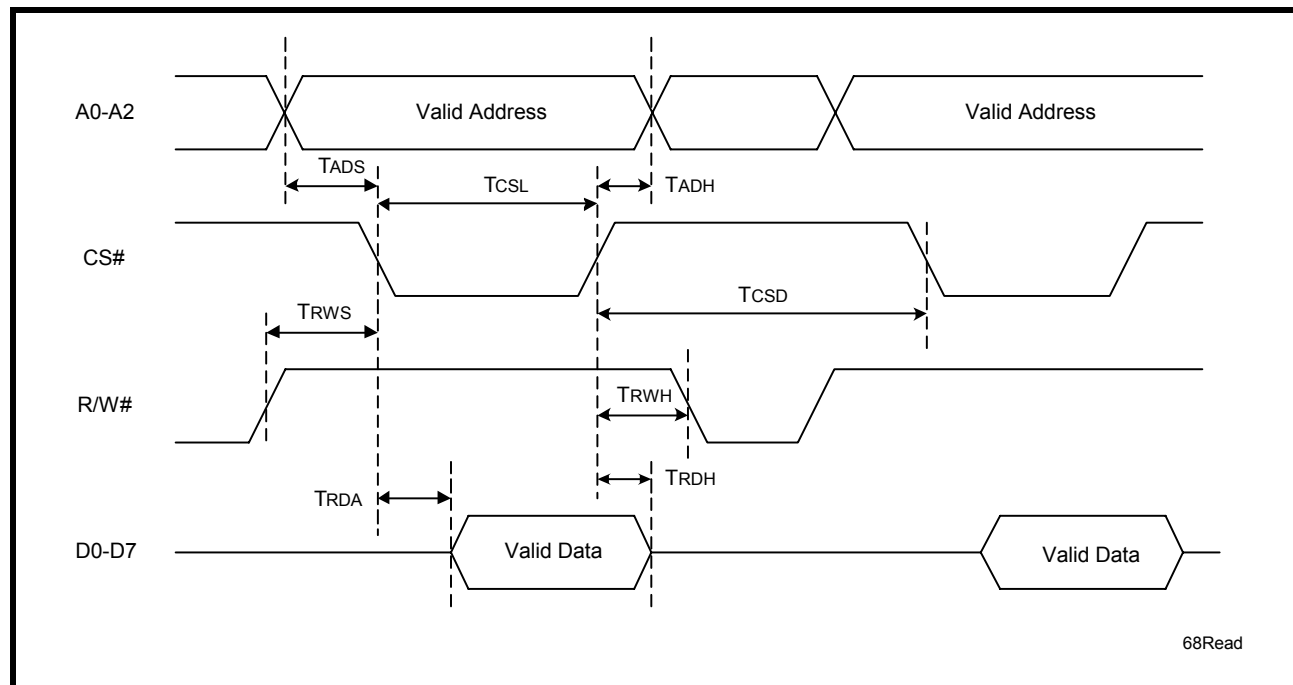 A0-A2
Valid Address
Valid Address
TADS
TCSL
TADH
CS#
TCSD
TRWS
R/W#
TRWH
TRDH
TRDA
D0-D7
Valid Data
Valid Data
68Read